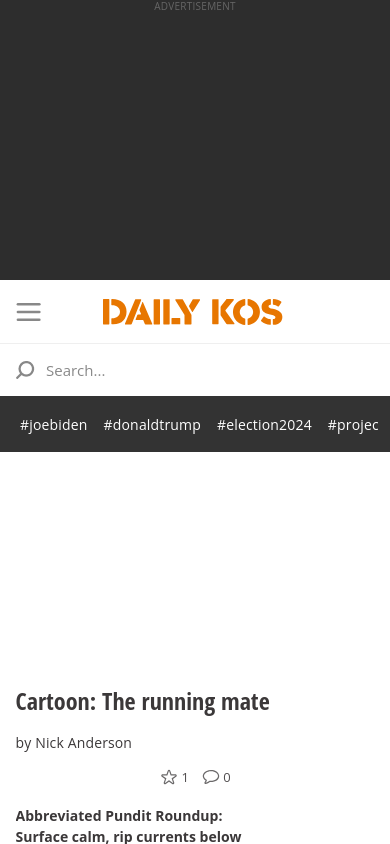 ADVERTISEMENT
DAILY KOS
Search...
#joebiden #donaldtrump #election2024 #projec
Cartoon: The running mate
by Nick Anderson
1 0
Abbreviated Pundit Roundup:
Surface calm, rip currents below